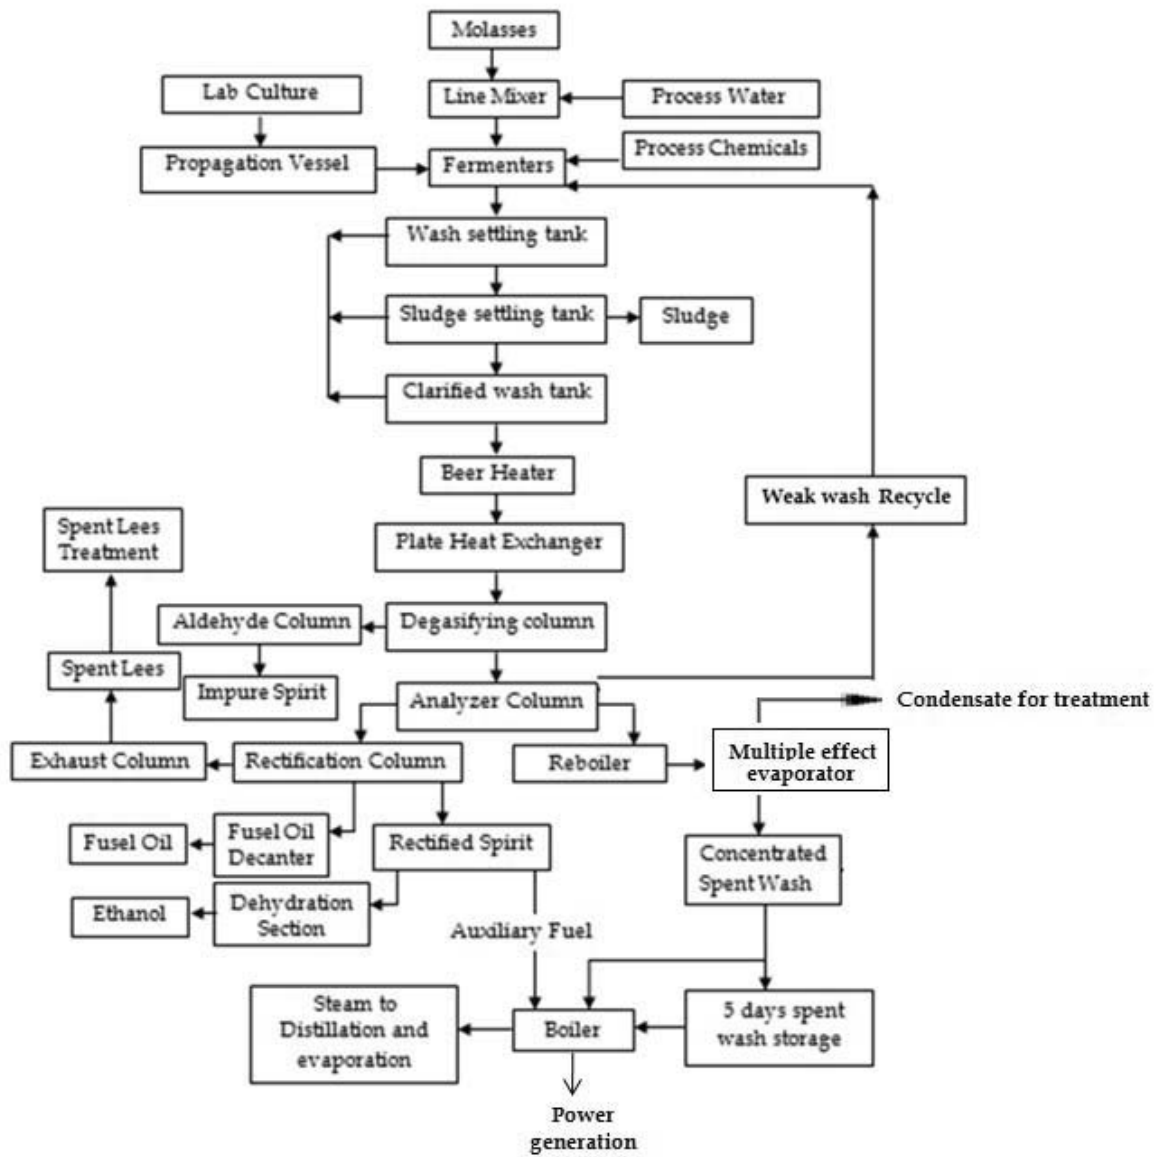 Molasses
Lab Culture
Line Mixer
Process Water
Process Chemicals
Propagation Vessel
Fermenters
Wash settling tank
Sludge settling tank
Sludge
Clarified wash tank
Beer Heater
Weak wash Recycle
Spent Lees
Treatment
Plate Heat Exchanger
Aldehyde Column
Degasifying column
Spent Lees
Impure Spirit
Analyzer Column
Condensate for treatment
Exhaust Column
Rectification Column
Reboiler
Multiple effect
evaporator
Fusel Oil
Fusel Oil
Decanter
Rectified Spirit
Concentrated
Spent Wash
Ethanol
Dehydration
Section
Auxiliary Fuel
Steam to
Distillation and
evaporation
Boiler
5 days spent
wash storage
Power
generation